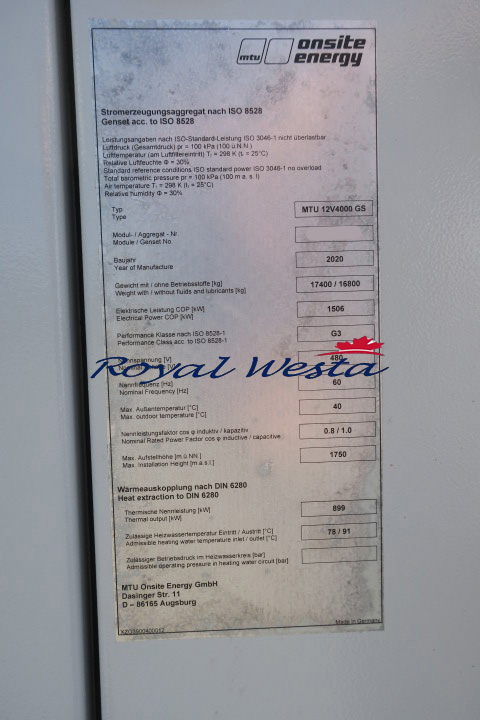 mtu onsite energy
Stromerzeugungsaggregat nach ISO 8528
Genset acc. to ISO 8528
Leistungsangaben nach ISO-Standard-Leistung ISO 3046-1 nicht überlastbar
Luftdruck (Gesamtdruck) pr = 100 kPa (100 ü.N.N.)
Lufttemperatur (am Luftfiltereintritt) Tᵣ = 298 K (tᵣ = 25°C)
Relative Luftfeuchte Φ = 30%
Standard reference conditions ISO standard power ISO 3046-1 no overload
Total barometric pressure pr = 100 kPa (100 m a. s. l)
Air temperature Tᵣ = 298 K (tᵣ = 25°C)
Relative humidity Φ = 30%
Typ
Type
MTU 12V4000 GS
Modul- / Aggregat - Nr
Module / Genset No.
Baujahr
Year of Manufacture
2020
Gewicht mit / ohne Betriebsstoffe [kg]
Weight with / without fluids and lubricants [kg]
17400 / 16800
Elektrische Leistung COP [kW]
Electrical Power COP [kW]
1506
Performance Klasse nach ISO 8528-1
Performance Class acc. to ISO 8528-1
G3
480
Royal Westa
Nennfrequenz [Hz]
Nominal Frequency [Hz]
60
Max. Außentemperatur [°C]
Max. outdoor temperature [°C]
40
Nennleistungsfaktor cos φ induktiv / kapazitiv
Nominal Rated Power Factor cos φ inductive / capacitive
0.8 / 1.0
Max. Aufstellhöhe [m ü.NN.]
Max. Installation Height [m a.s.l.]
1750
Wärmeauskopplung nach DIN 6280
Heat extraction to DIN 6280
Thermische Nennleistung [kW]
Thermal output [kW]
899
Zulässige Heizwassertemperatur Eintritt / Austritt [°C]
Admissible heating water temperature inlet / outlet [°C]
78 / 91
Zulässiger Betriebsdruck im Heizwasserkreis [bar]
Admissible operating pressure in heating water circuit [bar]
MTU Onsite Energy GmbH
Dasinger Str. 11
D – 86165 Augsburg
Made in Germany